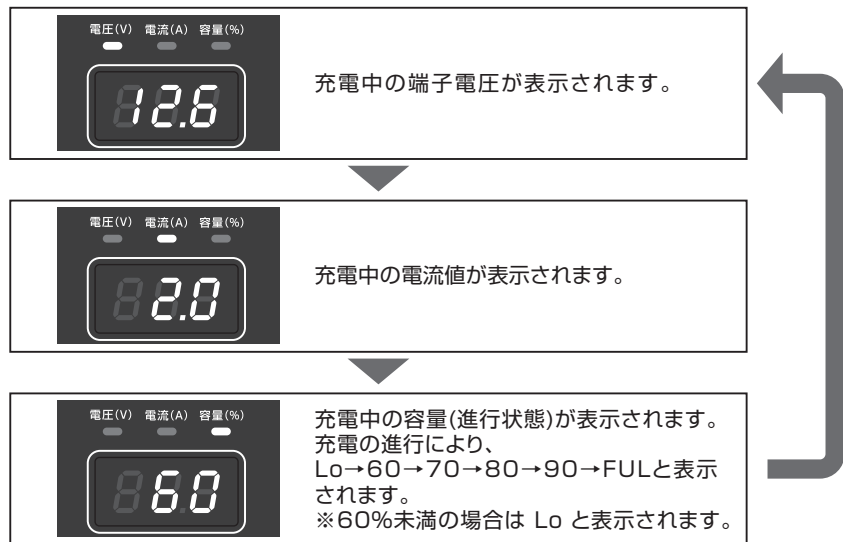 電圧(V) 電流(A) 容量(%)
12.6
充電中の端子電圧が表示されます。
電圧(V) 電流(A) 容量(%)
2.0
充電中の電流値が表示されます。
電圧(V) 電流(A) 容量(%)
60
充電中の容量(進行状態)が表示されます。
充電の進行により、
Lo→60→70→80→90→FULと表示
されます。
※60%未満の場合は Lo と表示されます。